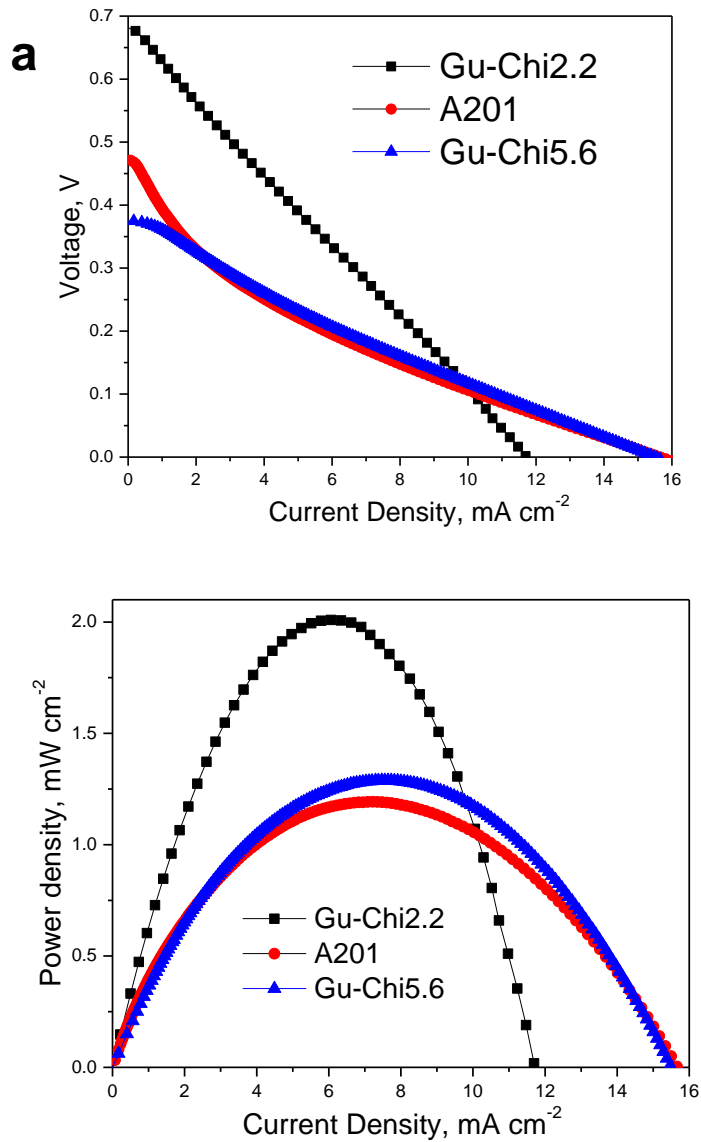 a
Gu-Chi2.2
A201
Gu-Chi5.6
Voltage, V
0.7
0.6
0.5
0.4
0.3
0.2
0.1
0.0
0 2 4 6 8 10 12 14 16
Current Density, mA cm⁻²
Power density, mW cm⁻²
2.0
1.5
1.0
0.5
0.0
Gu-Chi2.2
A201
Gu-Chi5.6
0 2 4 6 8 10 12 14 16
Current Density, mA cm⁻²